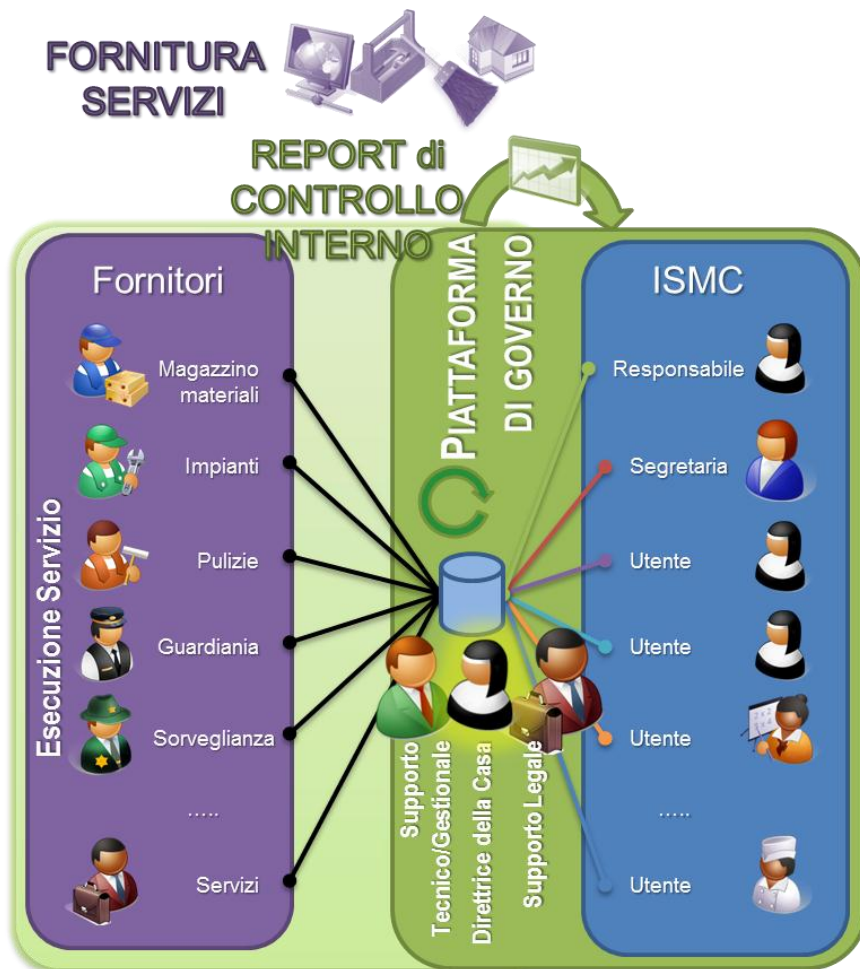 FORNITURA
SERVIZI
REPORT di
CONTROLLO
INTERNO
Fornitori
PIATTAFORMA
DI GOVERNO
ISMC
Esecuzione Servizio
Magazzino
materiali
Impianti
Pulizie
Guardiania
Sorveglianza
.....
Servizi
Supporto
Tecnico/Gestionale
Direttrice della Casa
Supporto Legale
Responsabile
Segretaria
Utente
Utente
Utente
.....
Utente